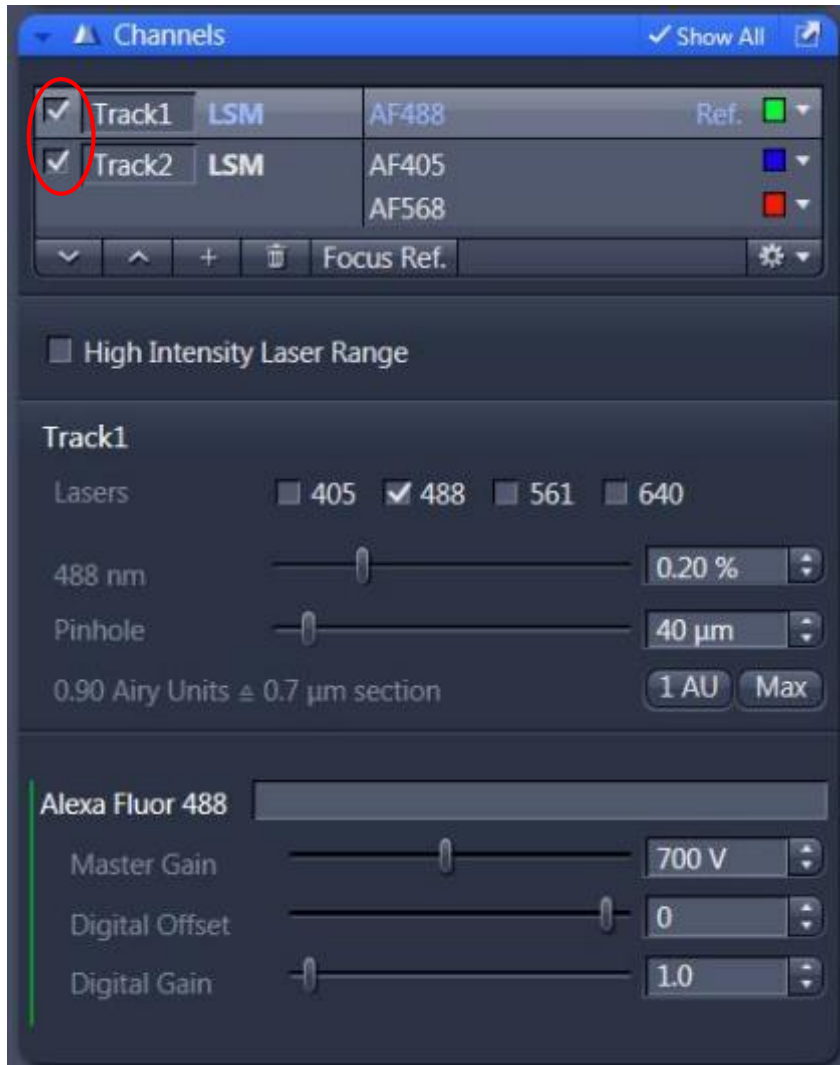 Channels Show All
Track1 LSM AF488 Ref.
Track2 LSM AF405
AF568
+ Focus Ref.
High Intensity Laser Range
Track1
Lasers 405 488 561 640
488 nm 0.20 %
Pinhole 40 µm
0.90 Airy Units ≙ 0.7 µm section 1 AU Max
Alexa Fluor 488
Master Gain 700 V
Digital Offset 0
Digital Gain 1.0